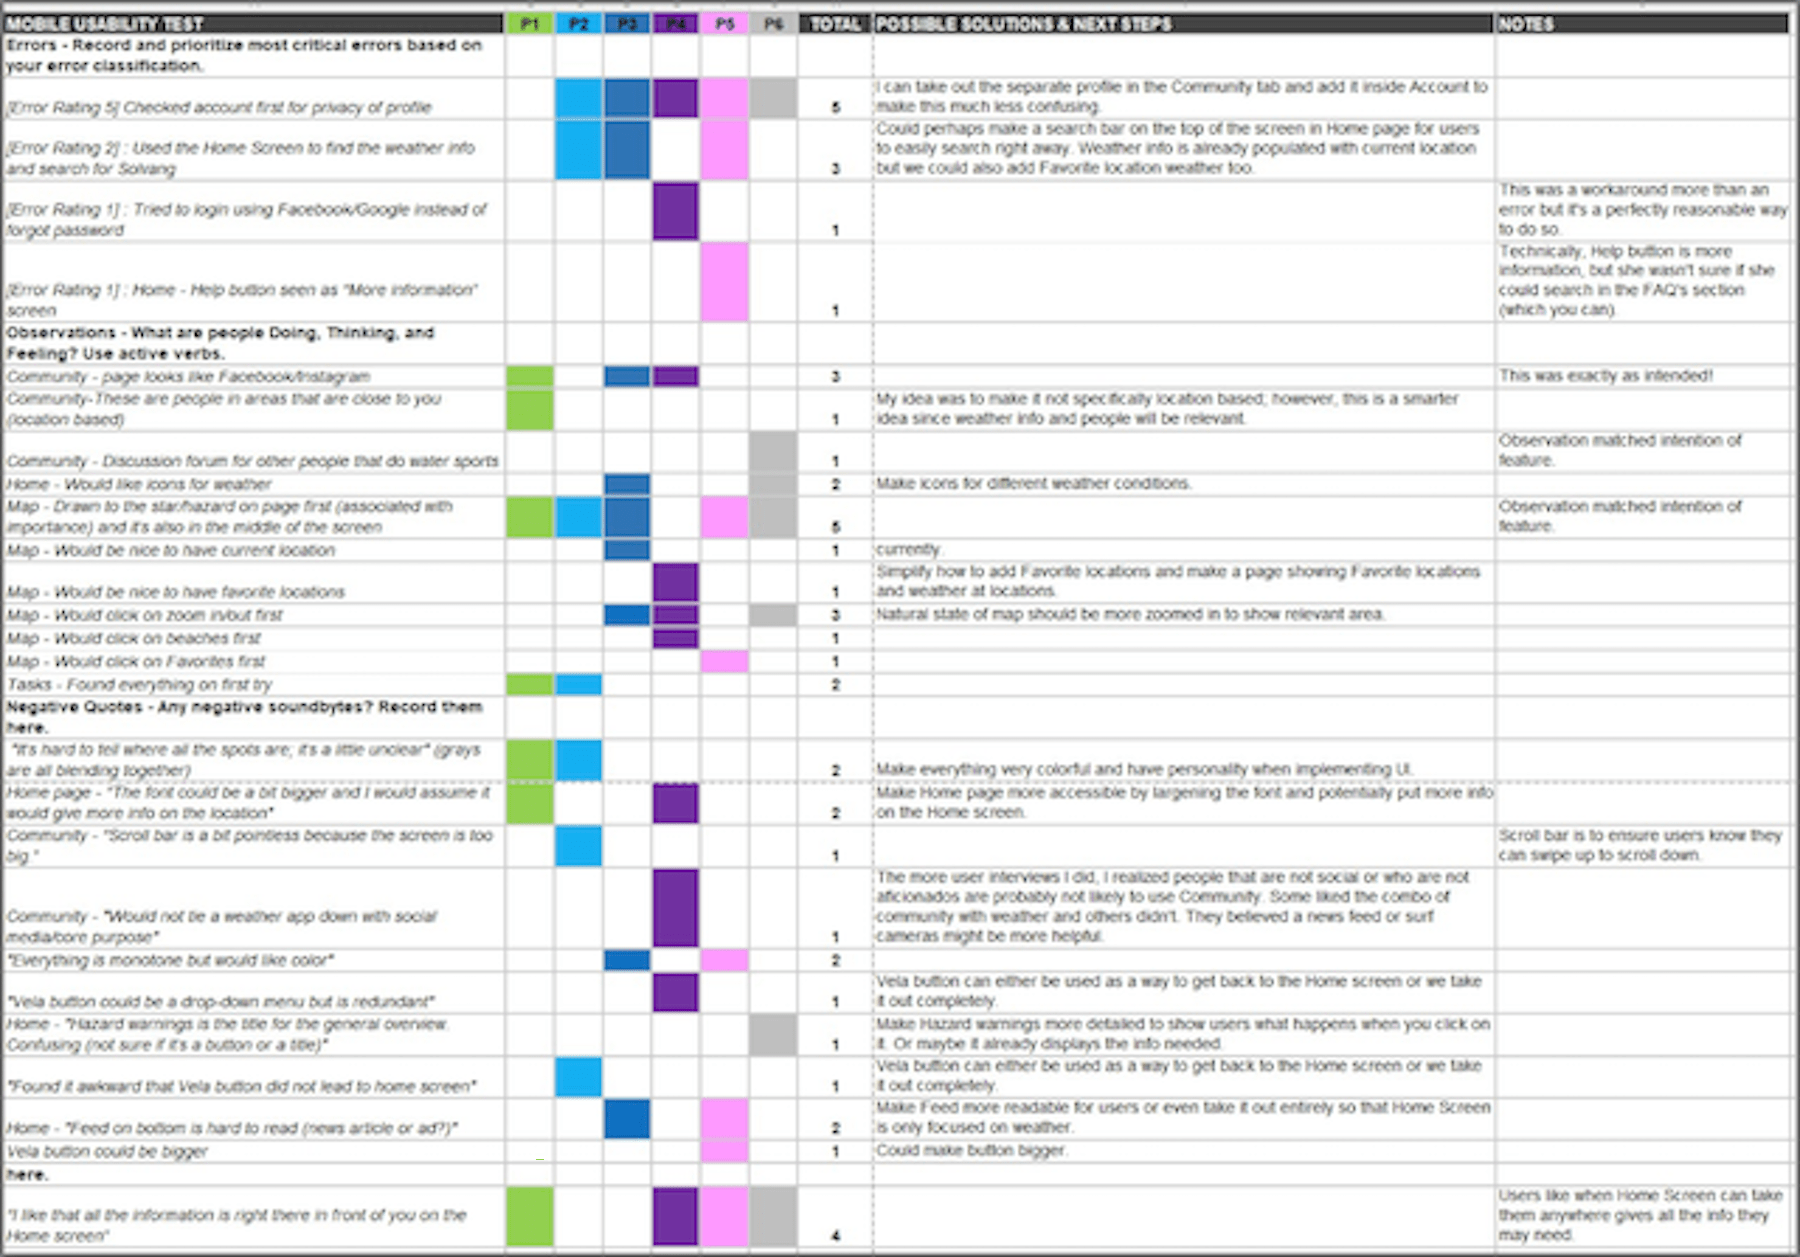 MOBILE USABILITY TEST P1 P2 P3 P4 P5 P6 TOTAL POSSIBLE SOLUTIONS & NEXT STEPS NOTES
Errors - Record and prioritize most critical errors based on
your error classification.
[Error Rating 5] Checked account first for privacy of profile
5
I can take out the separate profile in the Community tab and add it inside Account to
make this much less confusing.
[Error Rating 2] : Used the Home Screen to find the weather info
and search for Solvang
3
Could perhaps make a search bar on the top of the screen in Home page for users
to easily search right away. Weather info is already populated with current location
but we could also add Favorite location weather too.
[Error Rating 1] : Tried to login using Facebook/Google instead of
forgot password
1
This was a workaround more than an
error but it's a perfectly reasonable way
to do so.
[Error Rating 1] : Home - Help button seen as "More information"
screen
1
Technically, Help button is more
information, but she wasn't sure if she
could search in the FAQ's section
(which you can).
Observations - What are people Doing, Thinking, and
Feeling? Use active verbs.
Community - page looks like Facebook/Instagram
3
This was exactly as intended!
Community-These are people in areas that are close to you
(location based)
1
My idea was to make it not specifically location based; however, this is a smarter
idea since weather info and people will be relevant.
Community - Discussion forum for other people that do water sports
1
Observation matched intention of
feature.
Home - Would like icons for weather
2
Make icons for different weather conditions.
Map - Drawn to the star/hazard on page first (associated with
importance) and it's also in the middle of the screen
5
Observation matched intention of
feature.
Map - Would be nice to have current location
1
currently.
Map - Would be nice to have favorite locations
1
Simplify how to add Favorite locations and make a page showing Favorite locations
and weather at locations.
Map - Would click on zoom in/out first
3
Natural state of map should be more zoomed in to show relevant area.
Map - Would click on beaches first
1
Map - Would click on Favorites first
1
Tasks - Found everything on first try
2
Negative Quotes - Any negative soundbytes? Record them
here.
"It's hard to tell where all the spots are; it's a little unclear" (grays
are all blending together)
2
Make everything very colorful and have personality when implementing UI.
Home page - "The font could be a bit bigger and I would assume it
would give more info on the location"
2
Make Home page more accessible by largening the font and potentially put more info
on the Home screen.
Community - "Scroll bar is a bit pointless because the screen is too
big."
1
Scroll bar is to ensure users know they
can swipe up to scroll down.
Community - "Would not tie a weather app down with social
media/core purpose"
1
The more user interviews I did, I realized people that are not social or who are not
aficionados are probably not likely to use Community. Some liked the combo of
community with weather and others didn't. They believed a news feed or surf
cameras might be more helpful.
"Everything is monotone but would like color"
2
"Vela button could be a drop-down menu but is redundant"
1
Vela button can either be used as a way to get back to the Home screen or we take
it out completely.
Home - "Hazard warnings is the title for the general overview.
Confusing (not sure if it's a button or a title)"
1
Make Hazard warnings more detailed to show users what happens when you click on
it. Or maybe it already displays the info needed.
"Found it awkward that Vela button did not lead to home screen"
1
Vela button can either be used as a way to get back to the Home screen or we take
it out completely.
Home - "Feed on bottom is hard to read (news article or ad?)"
2
Make Feed more readable for users or even take it out entirely so that Home Screen
is only focused on weather.
Vela button could be bigger
1
Could make button bigger.
here.
"I like that all the information is right there in front of you on the
Home screen"
4
Users like when Home Screen can take
them anywhere gives all the info they
may need.